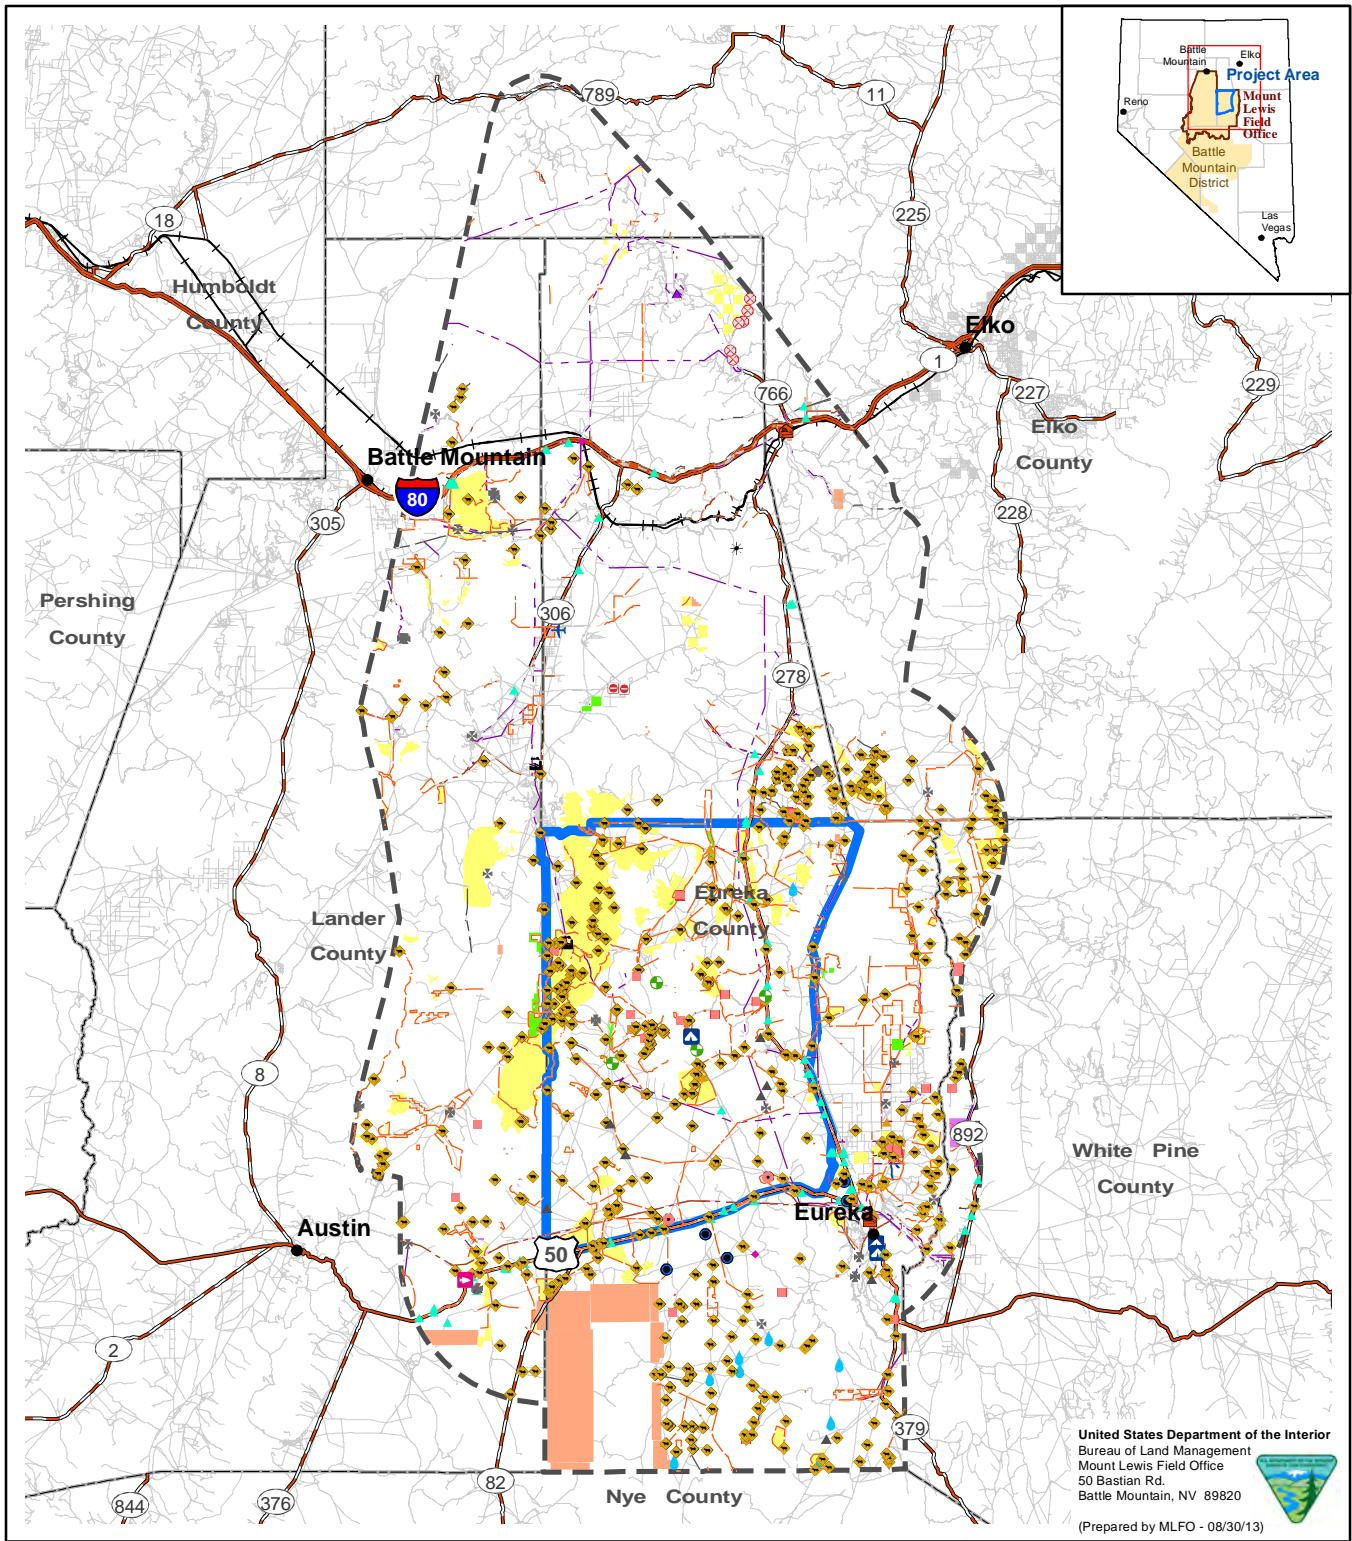 Battle
Mountain
Elko
Project Area
Reno
Mount
Lewis
Field
Office
Battle
Mountain
District
Las
Vegas
789
11
18
225
Humboldt
County
Elko
1
766
227
229
Elko
County
Battle Mountain
80
305
228
Pershing
County
306
278
Eureka
County
Lander
County
8
892
White Pine
County
Austin
Eureka
50
2
379
82
844
376
Nye County
United States Department of the Interior
Bureau of Land Management
Mount Lewis Field Office
50 Bastian Rd.
Battle Mountain, NV 89820
(Prepared by MLFO - 08/30/13)